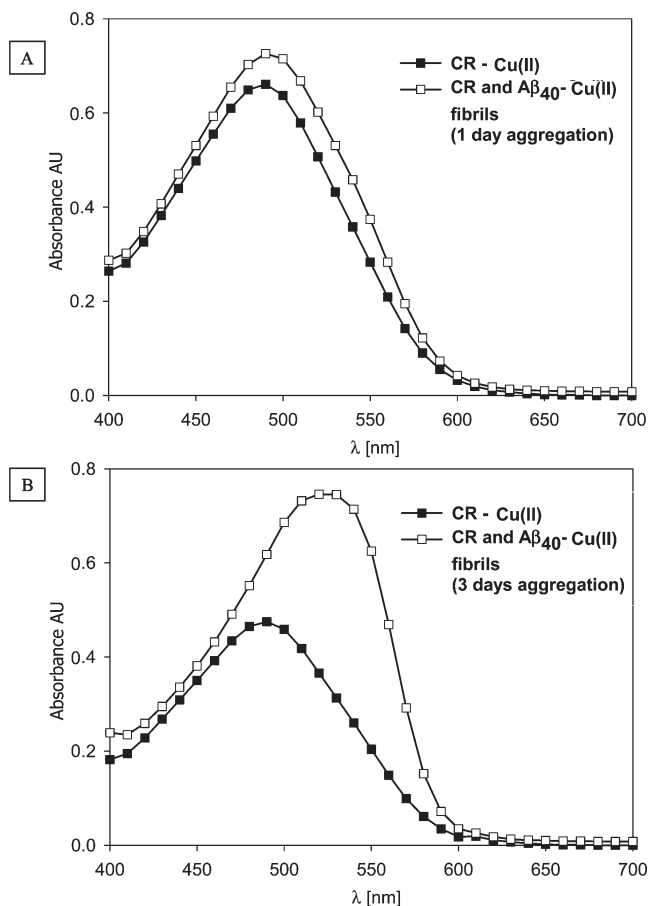 A
0.8
0.6
0.4
0.2
0.0
Absorbance AU
CR - Cu(II)
CR and Aβ40- Cu(II)
fibrils
(1 day aggregation)
400 450 500 550 600 650 700
λ [nm]
B
0.8
0.6
0.4
0.2
0.0
Absorbance AU
CR - Cu(II)
CR and Aβ40- Cu(II)
fibrils
(3 days aggregation)
400 450 500 550 600 650 700
λ [nm]